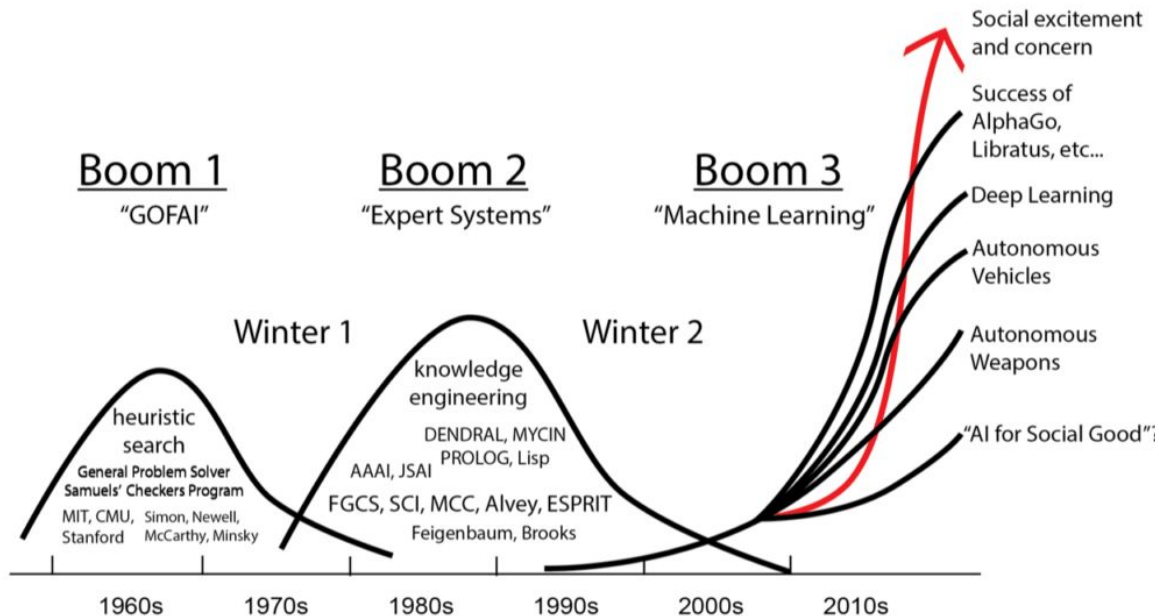 Social excitement
and concern
Success of
AlphaGo,
Libratus, etc...
Boom 1
"GOFAI"
Boom 2
"Expert Systems"
Boom 3
"Machine Learning"
Deep Learning
Autonomous
Vehicles
Winter 1
Winter 2
Autonomous
Weapons
"AI for Social Good"?
heuristic
search
General Problem Solver
Samuels' Checkers Program
MIT, CMU,
Stanford
Simon, Newell,
McCarthy, Minsky
knowledge
engineering
DENDRAL, MYCIN
PROLOG, Lisp
AAAI, JSAI
FGCS, SCI, MCC, Alvey, ESPRIT
Feigenbaum, Brooks
1960s 1970s 1980s 1990s 2000s 2010s